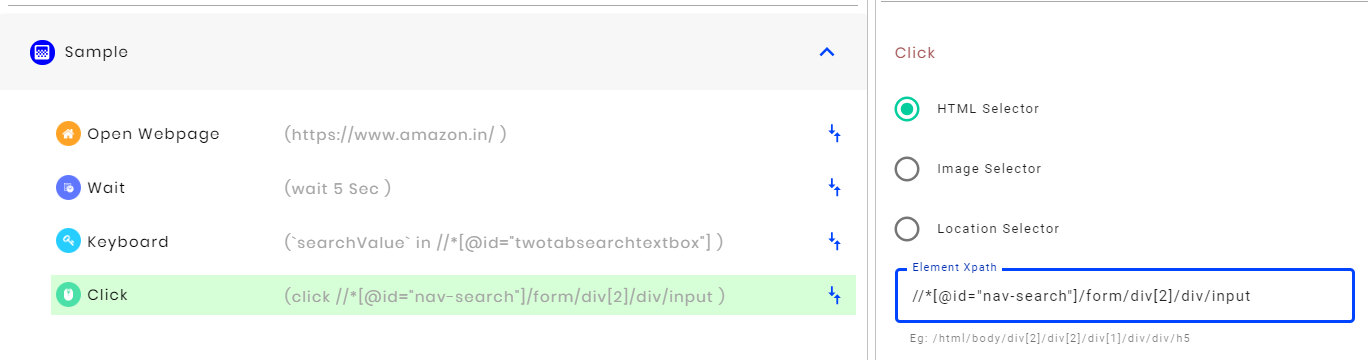 Sample
Open Webpage (https://www.amazon.in/ )
Wait (wait 5 Sec )
Keyboard (`searchValue` in //*[@id="twotabsearchtextbox"] )
Click (click //*[@id="nav-search"]/form/div[2]/div/input )
Click
HTML Selector
Image Selector
Location Selector
Element Xpath
//*[@id="nav-search"]/form/div[2]/div/input
Eg: /html/body/div[2]/div[2]/div[1]/div/div/h5